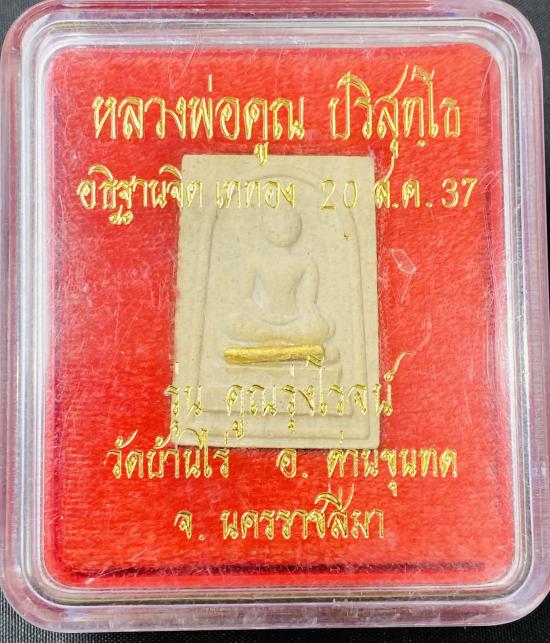 หลวงพ่อคูณ ปริสุทฺโธ
อธิฐานจิต เททอง 20 ส.ค. 37
รุ่น คูณรุ่งโรจน์
วัดบ้านไร่ อ. ด่านขุนทด
จ. นครราชสีมา